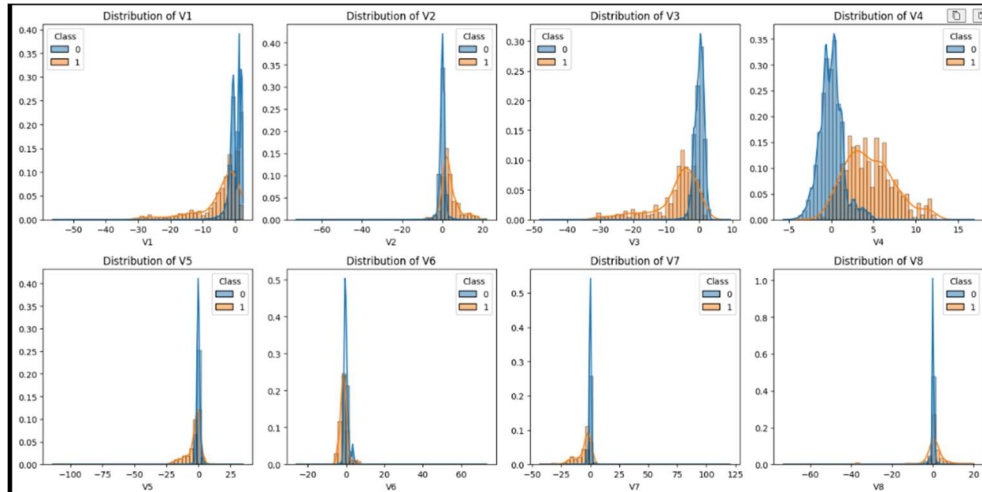 Distribution of V1
Class
0
1
0.40
0.35
0.30
0.25
0.20
0.15
0.10
0.05
0.00
−50 −40 −30 −20 −10 0
V1
Distribution of V2
Class
0
1
0.40
0.35
0.30
0.25
0.20
0.15
0.10
0.05
0.00
−60 −40 −20 0 20
V2
Distribution of V3
Class
0
1
0.30
0.25
0.20
0.15
0.10
0.05
0.00
−50 −40 −30 −20 −10 0 10
V3
Distribution of V4
Class
0
1
0.35
0.30
0.25
0.20
0.15
0.10
0.05
0.00
−5 0 5 10 15
V4
Distribution of V5
Class
0
1
0.40
0.35
0.30
0.25
0.20
0.15
0.10
0.05
0.00
−100 −75 −50 −25 0 25
V5
Distribution of V6
Class
0
1
0.5
0.4
0.3
0.2
0.1
0.0
−20 0 20 40 60
V6
Distribution of V7
Class
0
1
0.5
0.4
0.3
0.2
0.1
0.0
−50 −25 0 25 50 75 100 125
V7
Distribution of V8
Class
0
1
1.0
0.8
0.6
0.4
0.2
0.0
−60 −40 −20 0 20
V8